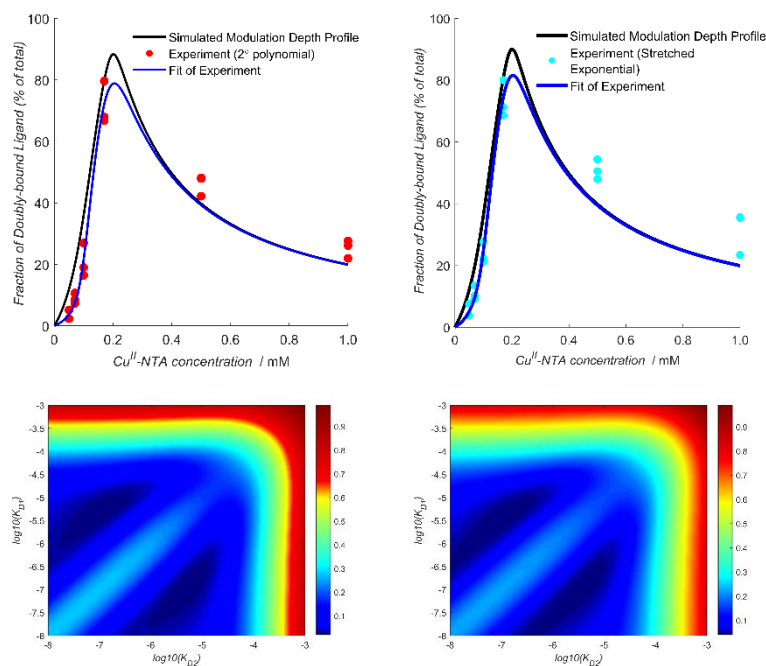 Fraction of Doubly-bound Ligand (% of total)
100
80
60
40
20
0
Simulated Modulation Depth Profile
Experiment (2° polynomial)
Fit of Experiment
0 0.2 0.4 0.6 0.8 1.0
Cu^II-NTA concentration / mM
Fraction of Doubly-bound Ligand (% of total)
100
80
60
40
20
0
Simulated Modulation Depth Profile
Experiment (Stretched
Exponential)
Fit of Experiment
0 0.2 0.4 0.6 0.8 1.0
Cu^II-NTA concentration / mM
log10(K_D1)
-3
-3.5
-4
-4.5
-5
-5.5
-6
-6.5
-7
-7.5
-8
-8 -7 -6 -5 -4 -3
log10(K_D2)
0.9
0.8
0.7
0.6
0.5
0.4
0.3
0.2
0.1
log10(K_D1)
-3
-3.5
-4
-4.5
-5
-5.5
-6
-6.5
-7
-7.5
-8
-8 -7 -6 -5 -4 -3
log10(K_D2)
0.9
0.8
0.7
0.6
0.5
0.4
0.3
0.2
0.1